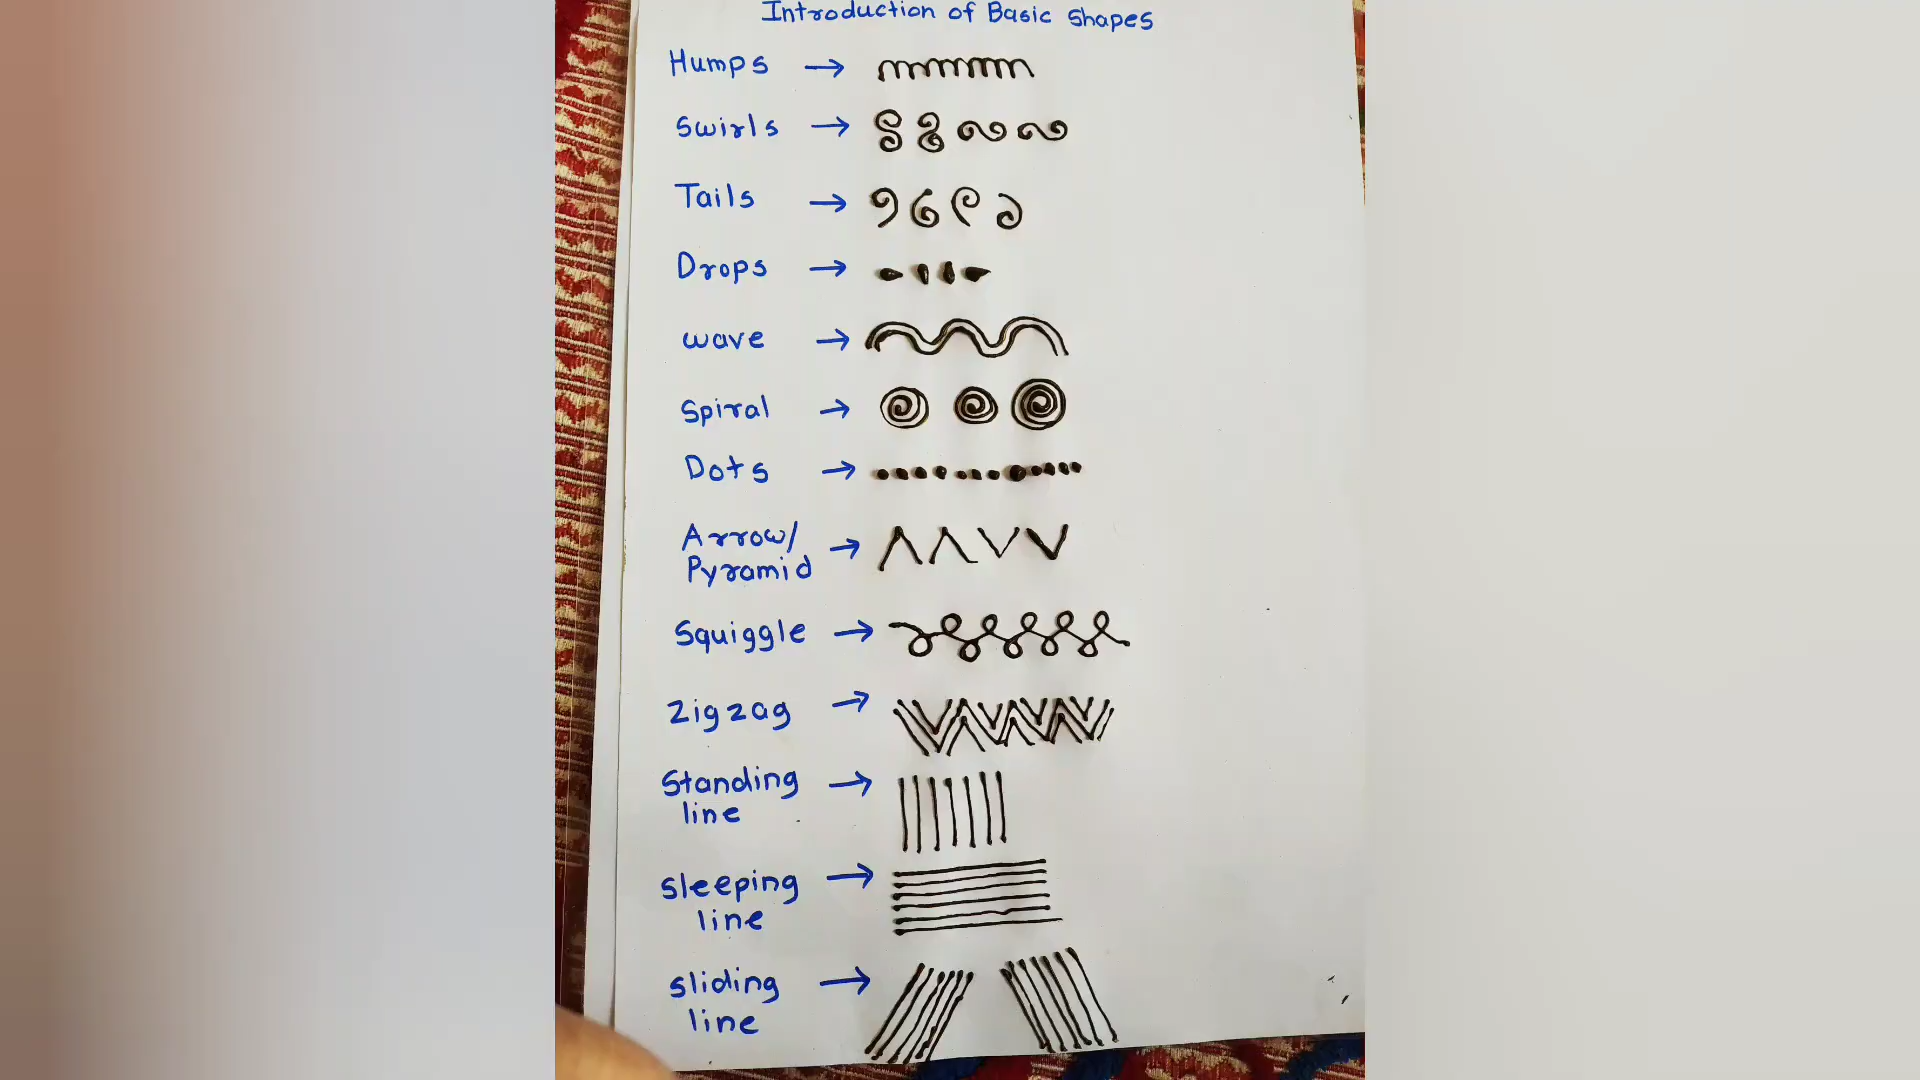 Introduction of Basic Shapes
Humps →
Swirls →
Tails →
Drops →
wave →
Spiral →
Dots →
Arrow/
Pyramid →
Squiggle →
Zigzag →
Standing →
line
sleeping →
line
sliding →
line